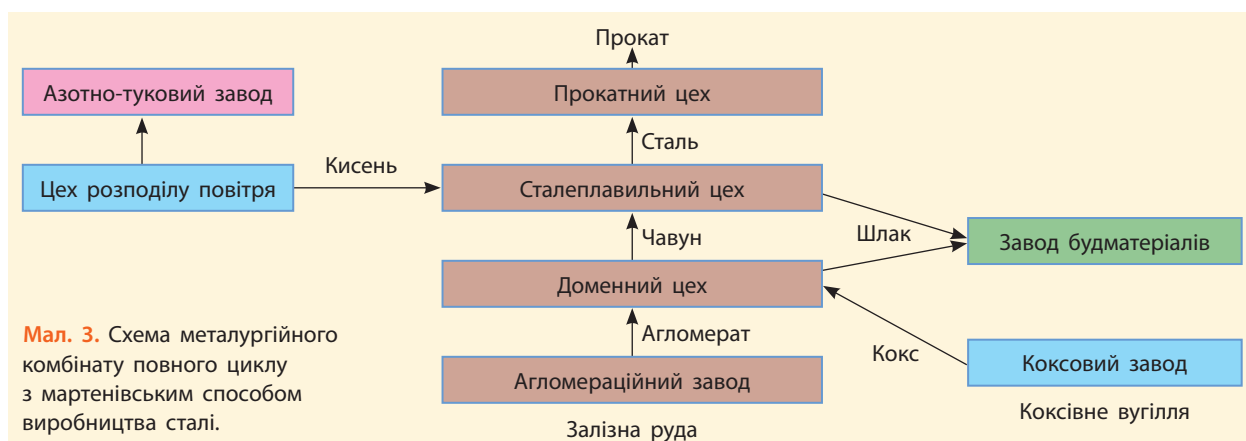 Прокат
Азотно-туковий завод
Прокатний цех
Сталь
Кисень
Цех розподілу повітря
Сталеплавильний цех
Чавун
Шлак
Завод будматеріалів
Доменний цех
Мал. 3. Схема металургійного
комбінату повного циклу
з мартенівським способом
виробництва сталі.
Агломерат
Кокс
Агломераційний завод
Коксовий завод
Залізна руда
Коксівне вугілля